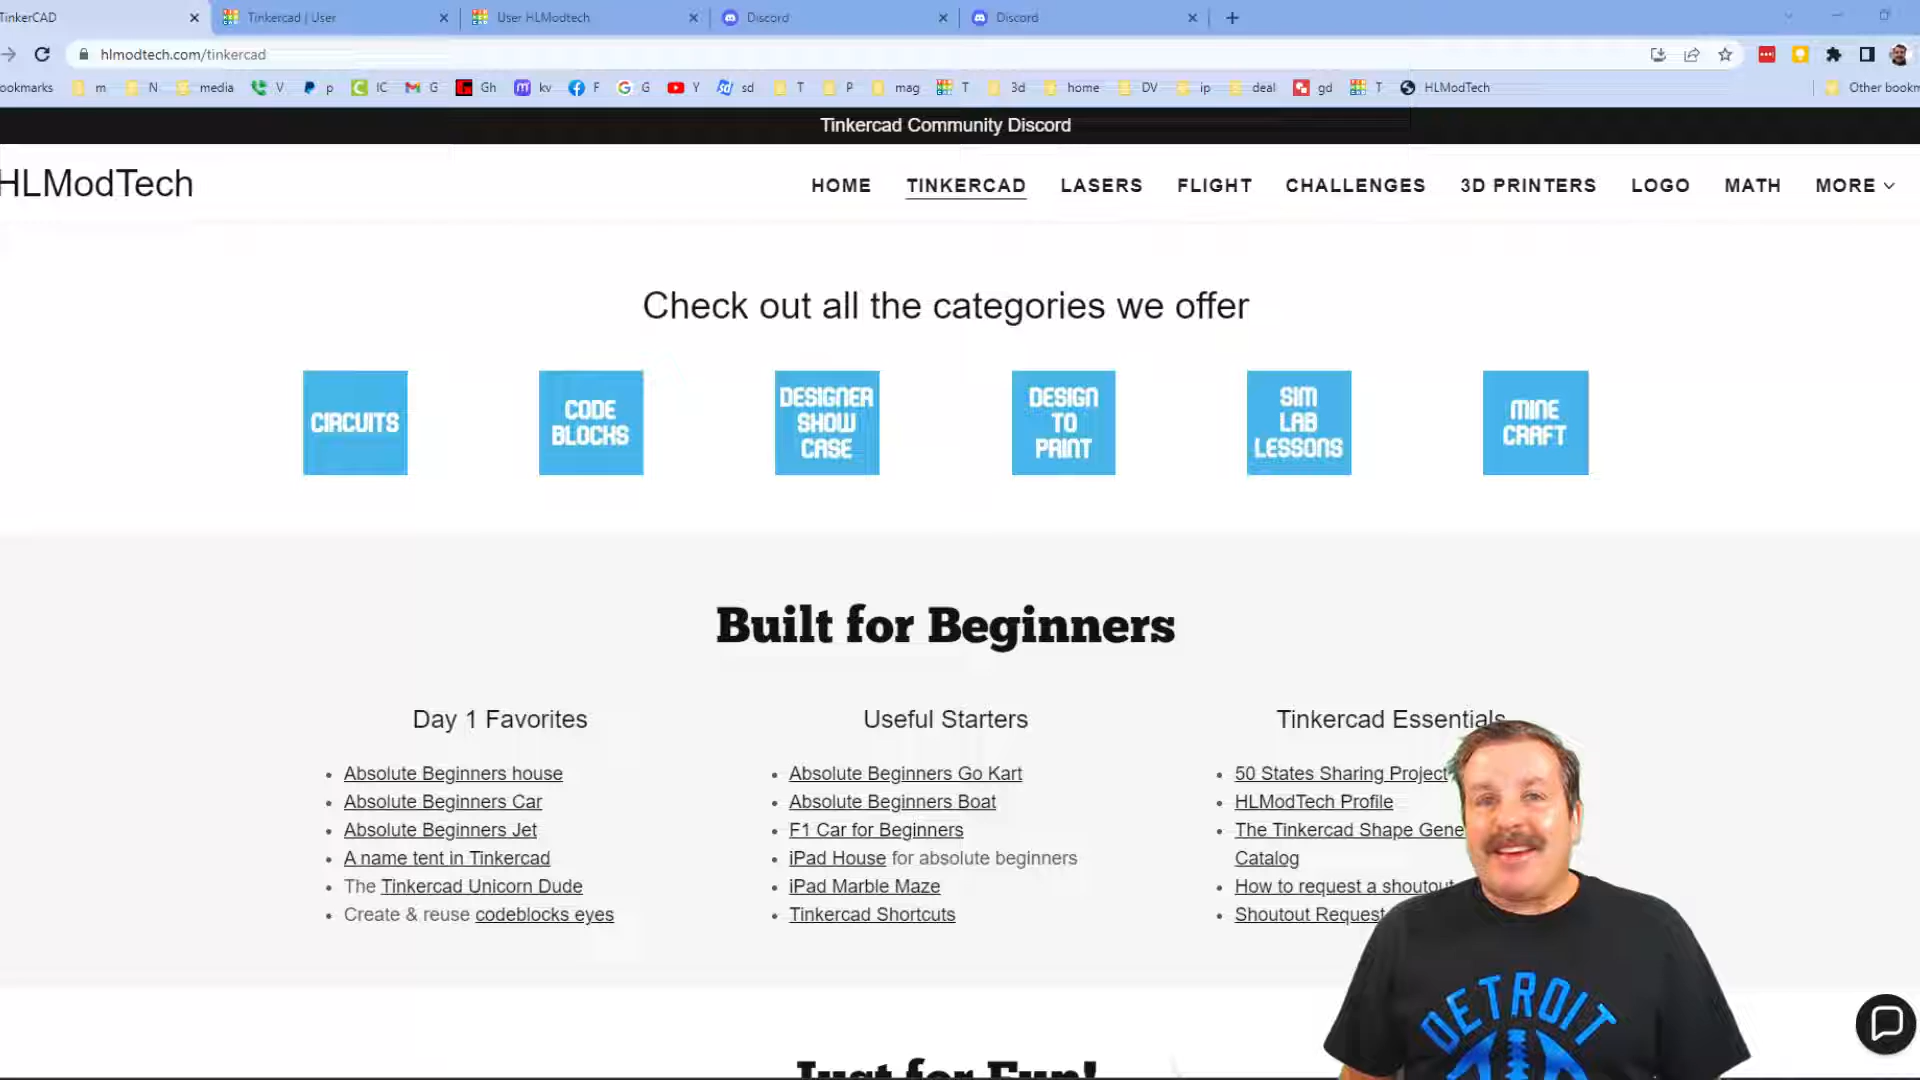 TinkerCAD
Tinkercad | User
User HLModtech
Discord
Discord
hlmodtech.com/tinkercad
ookmarks m N media V p IC G Gh kv F G Y sd T P mag T 3d home DV ip deal gd T HLModTech Other bookm
Tinkercad Community Discord
HLModTech
HOME TINKERCAD LASERS FLIGHT CHALLENGES 3D PRINTERS LOGO MATH MORE
Check out all the categories we offer
CIRCUITS
CODE
BLOCKS
DESIGNER
SHOW
CASE
DESIGN
TO
PRINT
SIM
LAB
LESSONS
MINE
CRAFT
Built for Beginners
Day 1 Favorites
• Absolute Beginners house
• Absolute Beginners Car
• Absolute Beginners Jet
• A name tent in Tinkercad
• The Tinkercad Unicorn Dude
• Create & reuse codeblocks eyes
Useful Starters
• Absolute Beginners Go Kart
• Absolute Beginners Boat
• F1 Car for Beginners
• iPad House for absolute beginners
• iPad Marble Maze
• Tinkercad Shortcuts
Tinkercad Essentials
• 50 States Sharing Project
• HLModTech Profile
• The Tinkercad Shape Gene
Catalog
• How to request a shoutout
• Shoutout Request
DETROIT
Just for Fun!